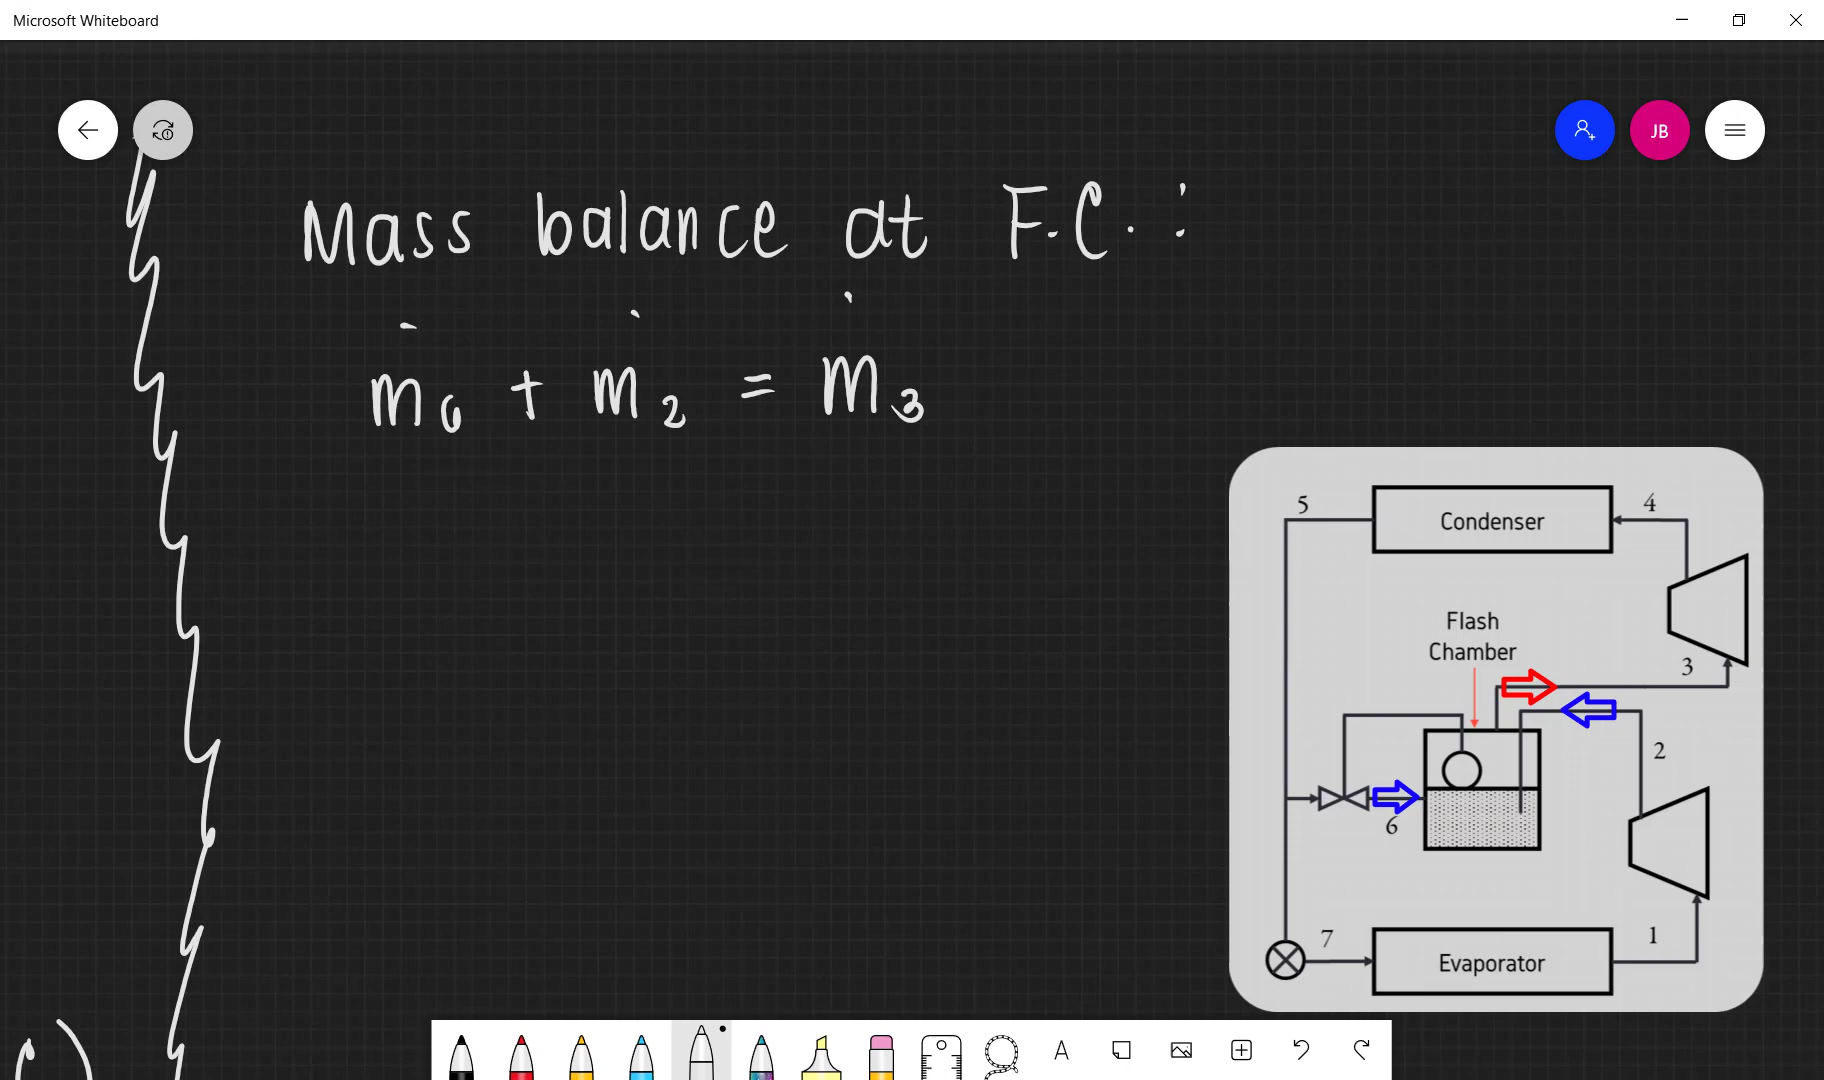 Microsoft Whiteboard
JB
Mass balance at F.C. :
ṁ6 + ṁ2 = ṁ3
5
Condenser
4
Flash
Chamber
3
2
6
7
Evaporator
1
A